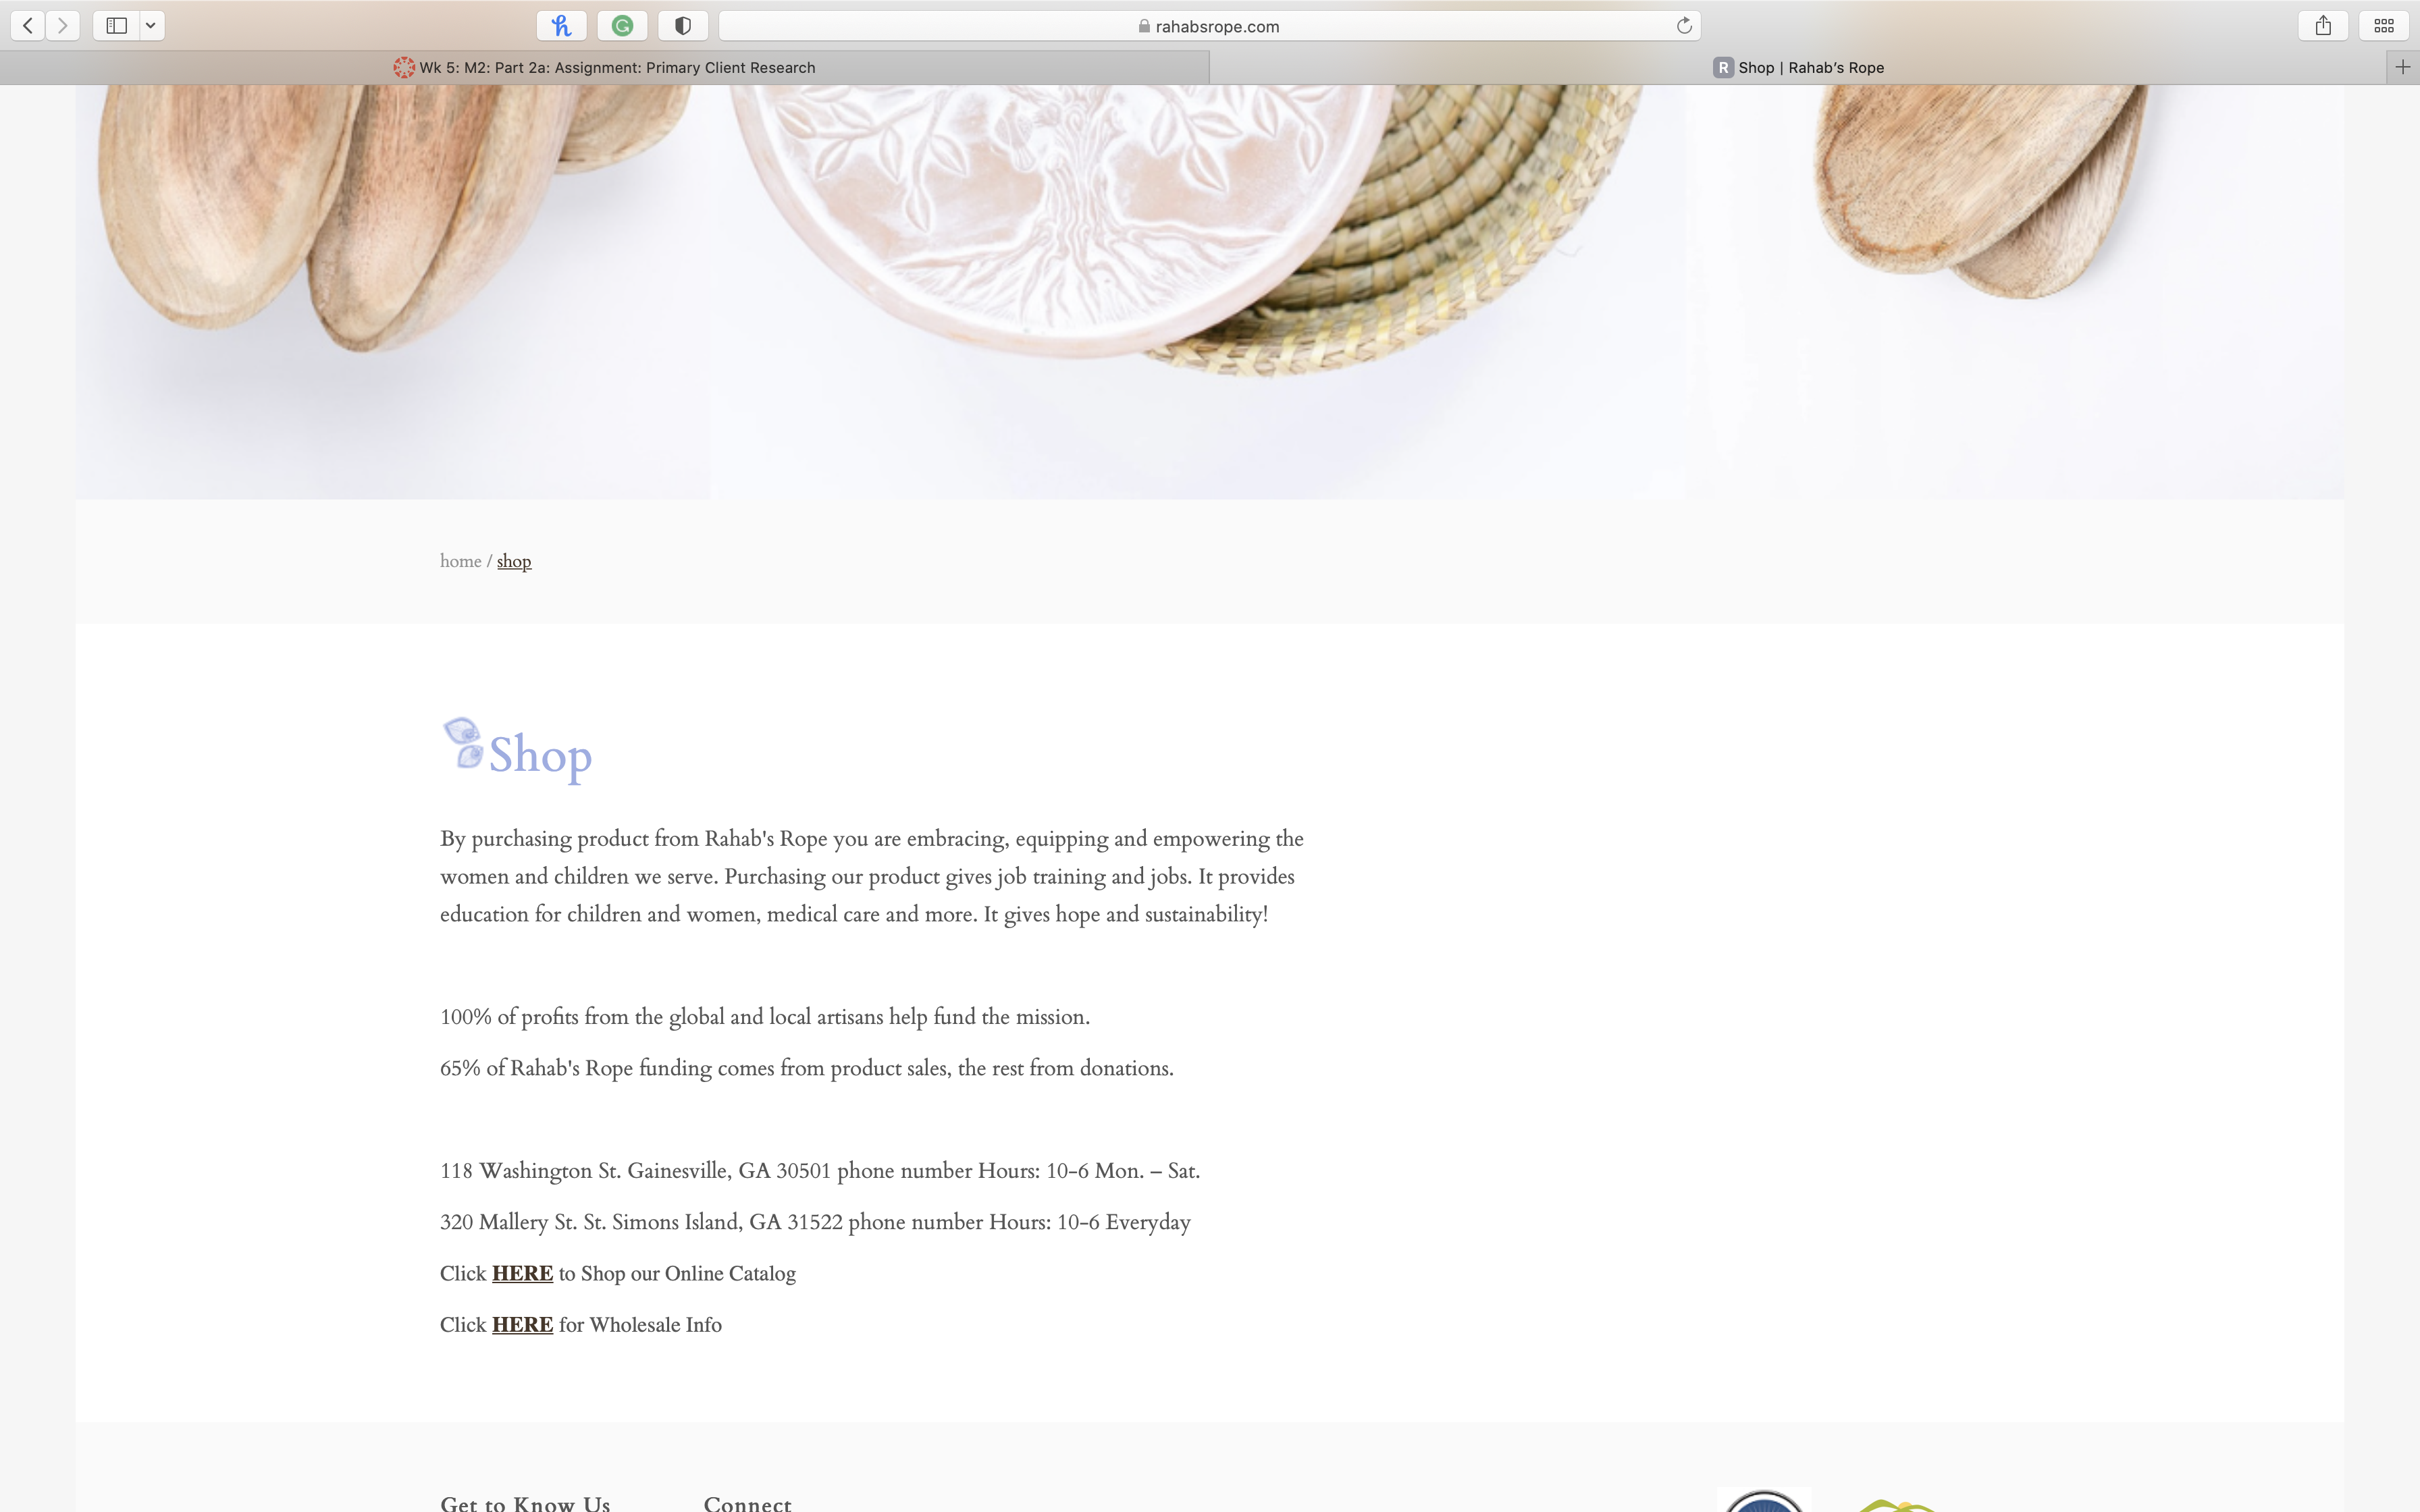 rahabsrope.com
Wk 5: M2: Part 2a: Assignment: Primary Client Research
R Shop | Rahab's Rope
home / shop
Shop
By purchasing product from Rahab's Rope you are embracing, equipping and empowering the
women and children we serve. Purchasing our product gives job training and jobs. It provides
education for children and women, medical care and more. It gives hope and sustainability!
100% of profits from the global and local artisans help fund the mission.
65% of Rahab's Rope funding comes from product sales, the rest from donations.
118 Washington St. Gainesville, GA 30501 phone number Hours: 10-6 Mon. – Sat.
320 Mallery St. St. Simons Island, GA 31522 phone number Hours: 10-6 Everyday
Click HERE to Shop our Online Catalog
Click HERE for Wholesale Info
Get to Know Us
Connect